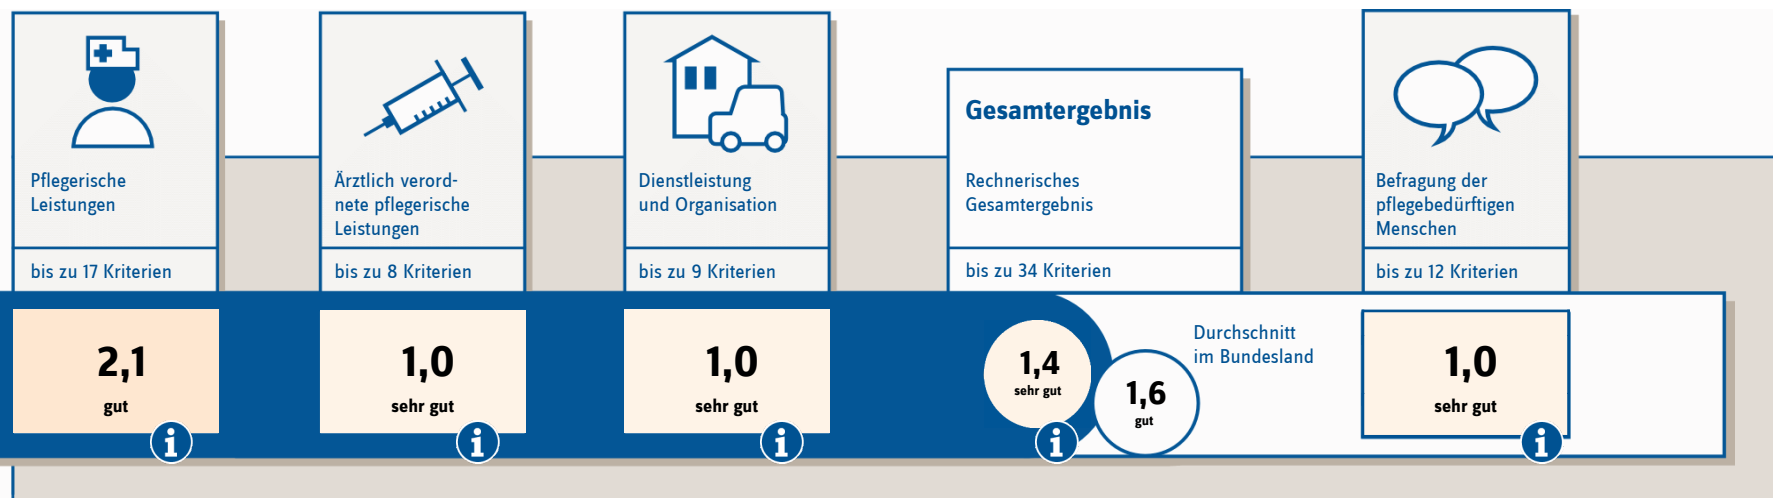 Pflegerische
Leistungen
bis zu 17 Kriterien
2,1
gut
i
Ärztlich verord-
nete pflegerische
Leistungen
bis zu 8 Kriterien
1,0
sehr gut
i
Dienstleistung
und Organisation
bis zu 9 Kriterien
1,0
sehr gut
i
Gesamtergebnis
Rechnerisches
Gesamtergebnis
bis zu 34 Kriterien
1,4
sehr gut
i
1,6
gut
Durchschnitt
im Bundesland
Befragung der
pflegebedürftigen
Menschen
bis zu 12 Kriterien
1,0
sehr gut
i